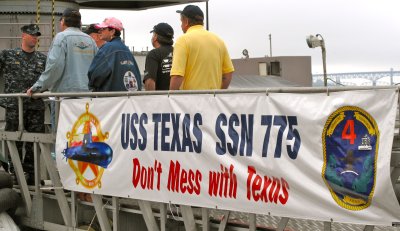 USS TEXAS SSN 775
Don't Mess with Texas
4